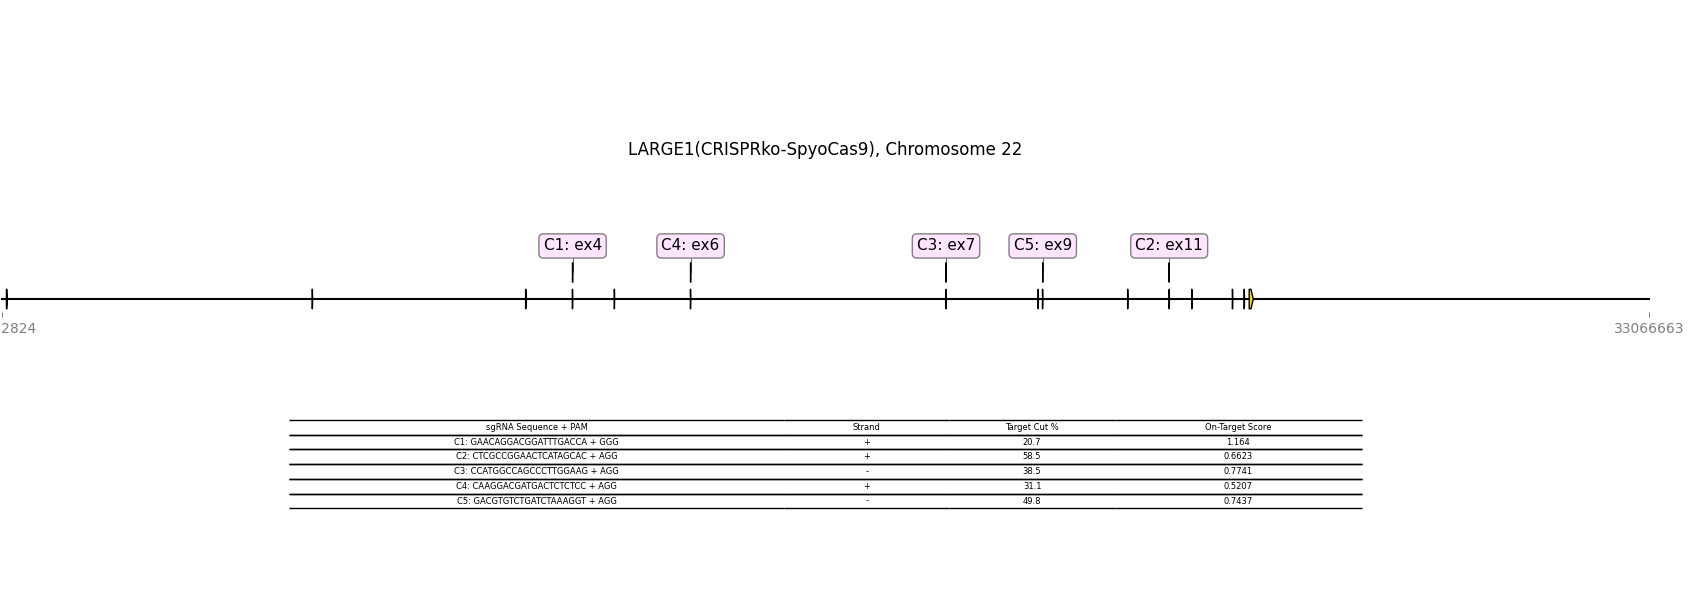 LARGE1(CRISPRko-SpyoCas9), Chromosome 22
C1: ex4 C4: ex6 C3: ex7 C5: ex9 C2: ex11
2824 33066663
sgRNA Sequence + PAM Strand Target Cut % On-Target Score
C1: GAACAGGACGGATTTGACCA + GGG + 20.7 1.164
C2: CTCGCCGGAACTCATAGCAC + AGG + 58.5 0.6623
C3: CCATGGCCAGCCCTTGGAAG + AGG - 38.5 0.7741
C4: CAAGGACGATGACTCTCTCC + AGG + 31.1 0.5207
C5: GACGTGTCTGATCTAAAGGT + AGG - 49.8 0.7437